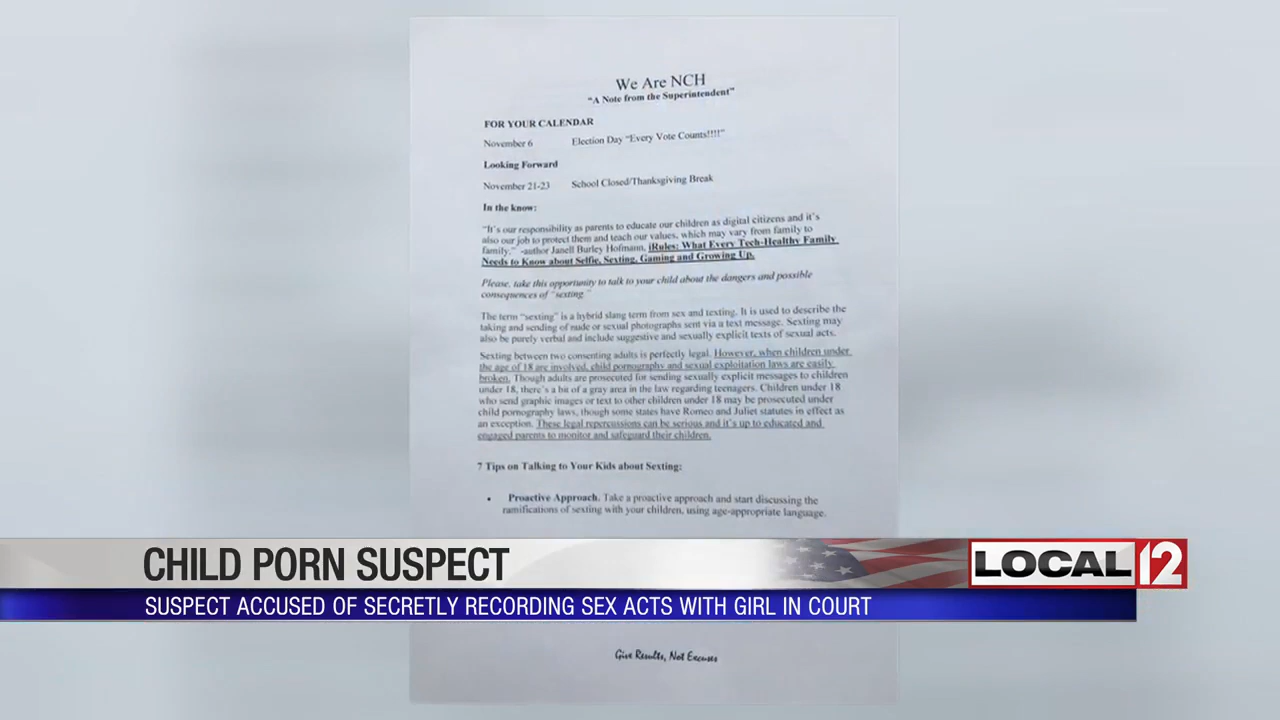 We Are NCH
“A Note from the Superintendent”
FOR YOUR CALENDAR
November 6 Election Day “Every Vote Counts!!!!”
Looking Forward
November 21-23 School Closed/Thanksgiving Break
In the know:
“It’s our responsibility as parents to educate our children as digital citizens and it’s
also our job to protect them and teach our values, which may vary from family to
family.” -author Janell Burley Hofmann, iRules: What Every Tech-Healthy Family
Needs to Know about Selfie, Sexting, Gaming and Growing Up.
Please, take this opportunity to talk to your child about the dangers and possible
consequences of “sexting.”
The term “sexting” is a hybrid slang term from sex and texting. It is used to describe the
taking and sending of nude or sexual photographs sent via a text message. Sexting may
also be purely verbal and include suggestive and sexually explicit texts of sexual acts.
Sexting between two consenting adults is perfectly legal. However, when children under
the age of 18 are involved, child pornography and sexual exploitation laws are easily
broken. Though adults are prosecuted for sending sexually explicit messages to children
under 18, there’s a bit of a gray area in the law regarding teenagers. Children under 18
who send graphic images or text to other children under 18 may be prosecuted under
child pornography laws, though some states have Romeo and Juliet statutes in effect as
an exception. These legal repercussions can be serious and it’s up to educated and
engaged parents to monitor and safeguard their children.
7 Tips on Talking to Your Kids about Sexting:
• Proactive Approach. Take a proactive approach and start discussing the
ramifications of sexting with your children, using age-appropriate language.
CHILD PORN SUSPECT
LOCAL 12
SUSPECT ACCUSED OF SECRETLY RECORDING SEX ACTS WITH GIRL IN COURT
Give Results, Not Excuses